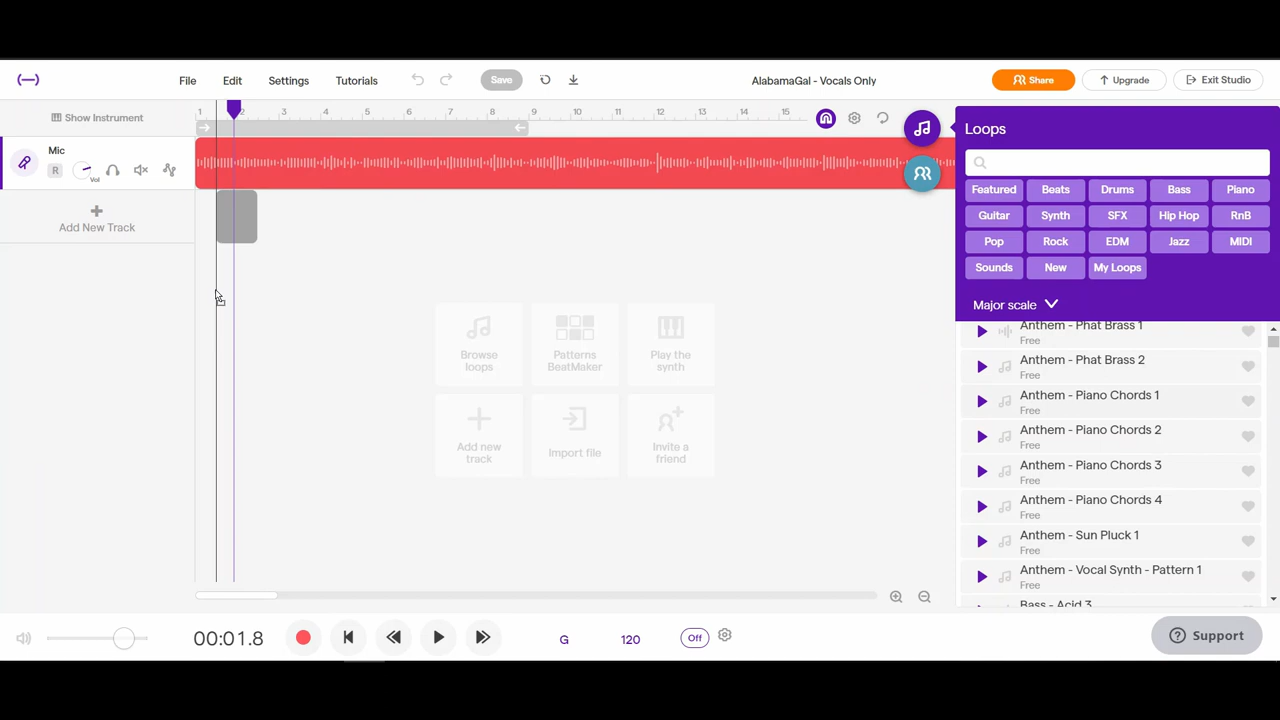 File Edit Settings Tutorials Save AlabamaGal - Vocals Only Share Upgrade Exit Studio
Show Instrument
1 2 3 4 5 6 7 8 9 10 11 12 13 14 15
Mic
R
Vol
Add New Track
Browse
loops
Patterns
BeatMaker
Play the
synth
Add new
track
Import file
Invite a
friend
Loops
Featured Beats Drums Bass Piano
Guitar Synth SFX Hip Hop RnB
Pop Rock EDM Jazz MIDI
Sounds New My Loops
Major scale
Anthem - Phat Brass 1
Free
Anthem - Phat Brass 2
Free
Anthem - Piano Chords 1
Free
Anthem - Piano Chords 2
Free
Anthem - Piano Chords 3
Free
Anthem - Piano Chords 4
Free
Anthem - Sun Pluck 1
Free
Anthem - Vocal Synth - Pattern 1
Free
Bass - Acid 3
00:01.8 G 120 Off
Support